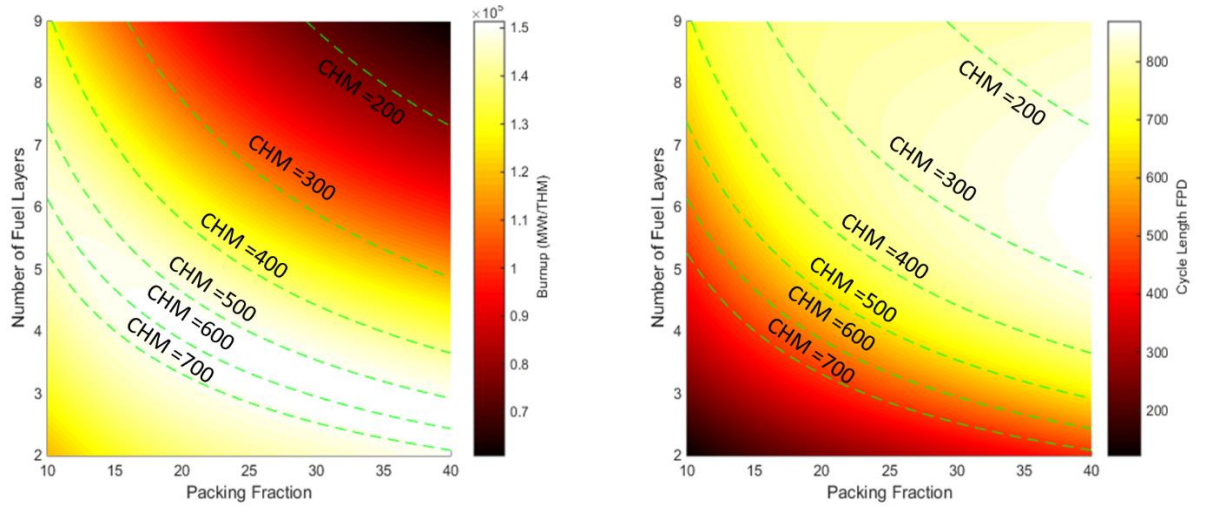 ×10⁵
9
8
7
6
5
4
3
2
Number of Fuel Layers
10 15 20 25 30 35 40
Packing Fraction
CHM =200
CHM =300
CHM =400
CHM =500
CHM =600
CHM =700
1.5
1.4
1.3
1.2
1.1
1
0.9
0.8
0.7
Burnup (MWt/THM)
9
8
7
6
5
4
3
2
Number of Fuel Layers
10 15 20 25 30 35 40
Packing Fraction
CHM =200
CHM =300
CHM =400
CHM =500
CHM =600
CHM =700
800
700
600
500
400
300
200
Cycle Length FPD